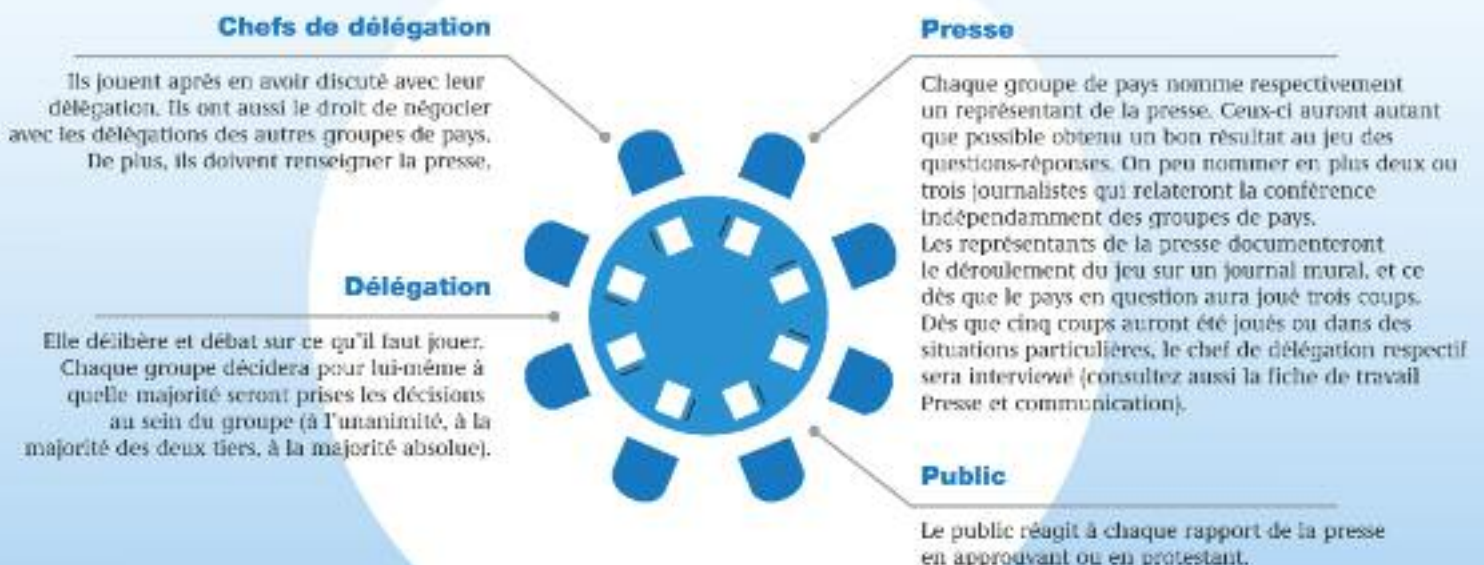 Chefs de délégation
Ils jouent après en avoir discuté avec leur
délégation. Ils ont aussi le droit de négocier
avec les délégations des autres groupes de pays.
De plus, ils doivent renseigner la presse.
Délégation
Elle délibère et débat sur ce qu'il faut jouer.
Chaque groupe décidera pour lui-même à
quelle majorité seront prises les décisions
au sein du groupe (à l'unanimité, à la
majorité des deux tiers, à la majorité absolue).
Presse
Chaque groupe de pays nomme respectivement
un représentant de la presse. Ceux-ci auront autant
que possible obtenu un bon résultat au jeu des
questions-réponses. On peu nommer en plus deux ou
trois journalistes qui relateront la conférence
indépendamment des groupes de pays.
Les représentants de la presse documenteront
le déroulement du jeu sur un journal mural, et ce
dès que le pays en question aura joué trois coups.
Dès que cinq coups auront été joués ou dans des
situations particulières, le chef de délégation respectif
sera interviewé (consultez aussi la fiche de travail
Presse et communication).
Public
Le public réagit à chaque rapport de la presse
en approuvant ou en protestant.